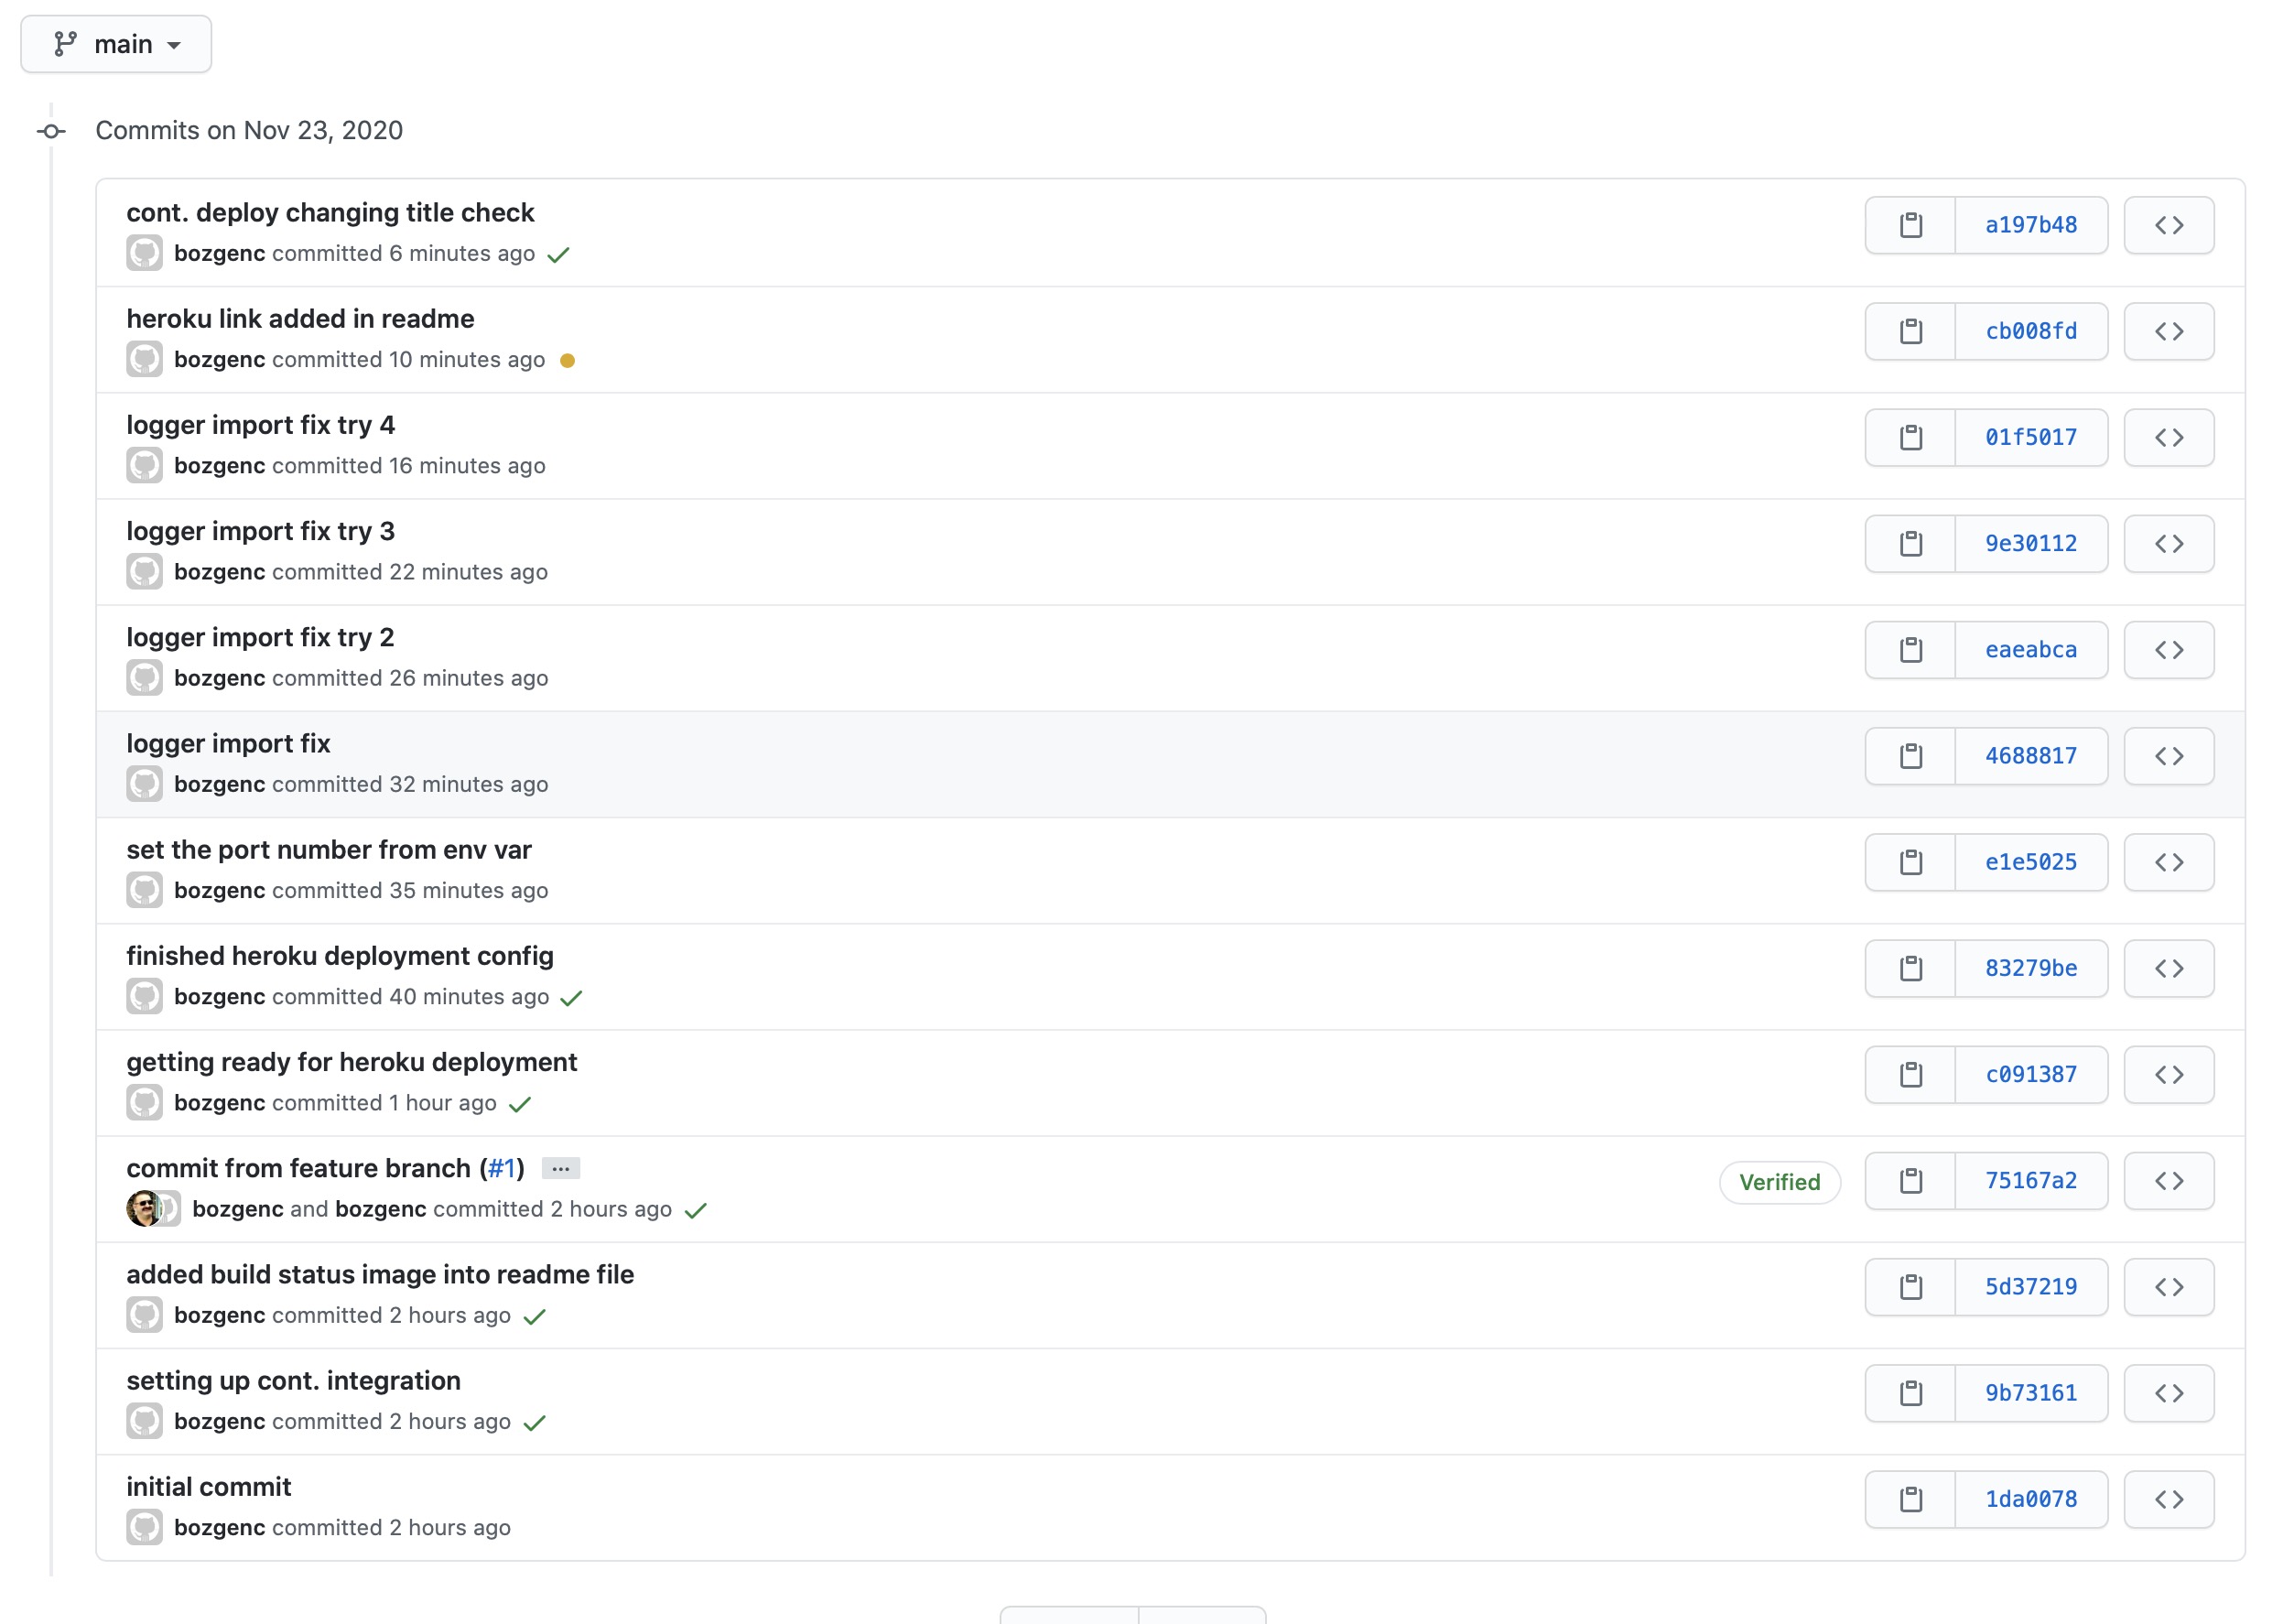 main
Commits on Nov 23, 2020
cont. deploy changing title check
bozgenc committed 6 minutes ago
a197b48
heroku link added in readme
bozgenc committed 10 minutes ago
cb008fd
logger import fix try 4
bozgenc committed 16 minutes ago
01f5017
logger import fix try 3
bozgenc committed 22 minutes ago
9e30112
logger import fix try 2
bozgenc committed 26 minutes ago
eaeabca
logger import fix
bozgenc committed 32 minutes ago
4688817
set the port number from env var
bozgenc committed 35 minutes ago
e1e5025
finished heroku deployment config
bozgenc committed 40 minutes ago
83279be
getting ready for heroku deployment
bozgenc committed 1 hour ago
c091387
commit from feature branch (#1) ...
bozgenc and bozgenc committed 2 hours ago
Verified
75167a2
added build status image into readme file
bozgenc committed 2 hours ago
5d37219
setting up cont. integration
bozgenc committed 2 hours ago
9b73161
initial commit
bozgenc committed 2 hours ago
1da0078